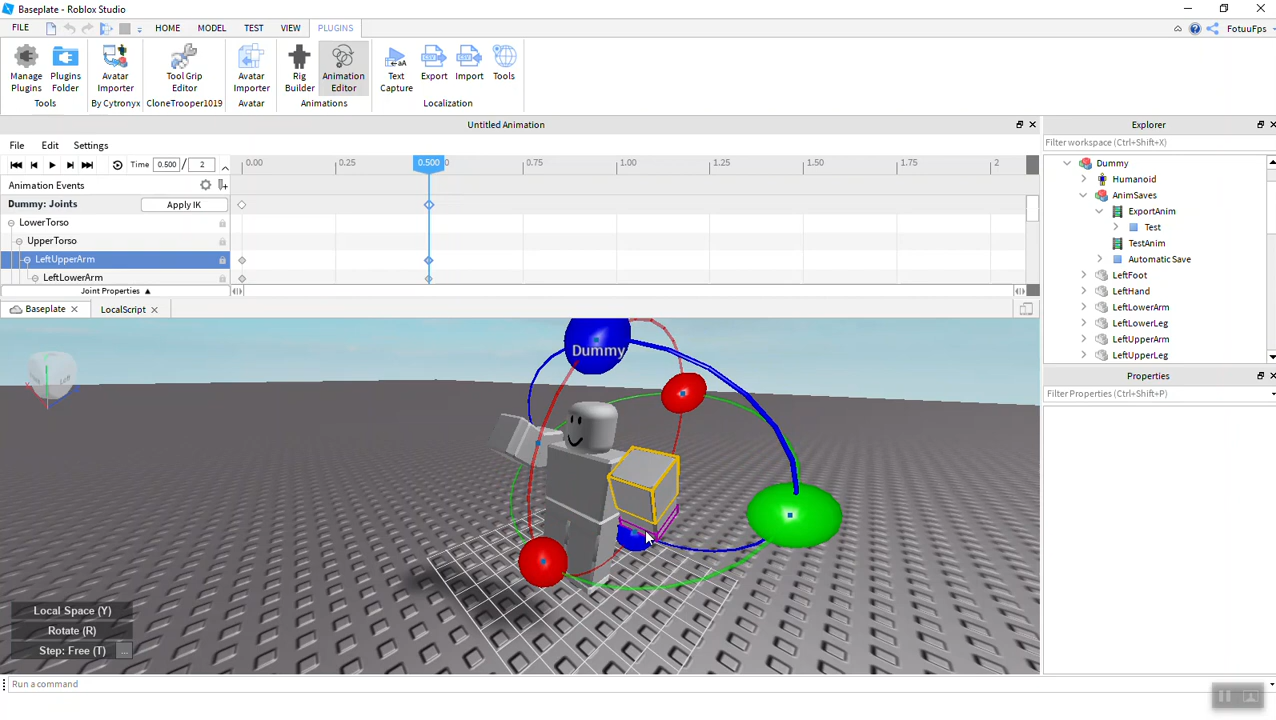 Baseplate - Roblox Studio
FILE HOME MODEL TEST VIEW PLUGINS FotuuFps
Manage Plugins
Plugins Folder
Tools
Avatar Importer
By Cytronyx
Tool Grip Editor
CloneTrooper1019
Avatar Importer
Avatar
Rig Builder
Animation Editor
Animations
Text Capture
Export
Import
Tools
Localization
Untitled Animation
File Edit Settings
Time 0.500 / 2
0.00 0.25 0.500 0 0.75 1.00 1.25 1.50 1.75 2
Animation Events
Dummy: Joints Apply IK
LowerTorso
UpperTorso
LeftUpperArm
LeftLowerArm
Joint Properties
Baseplate LocalScript
Dummy
Local Space (Y)
Rotate (R)
Step: Free (T) ...
Run a command
Explorer
Filter workspace (Ctrl+Shift+X)
Dummy
Humanoid
AnimSaves
ExportAnim
Test
TestAnim
Automatic Save
LeftFoot
LeftHand
LeftLowerArm
LeftLowerLeg
LeftUpperArm
LeftUpperLeg
Properties
Filter Properties (Ctrl+Shift+P)